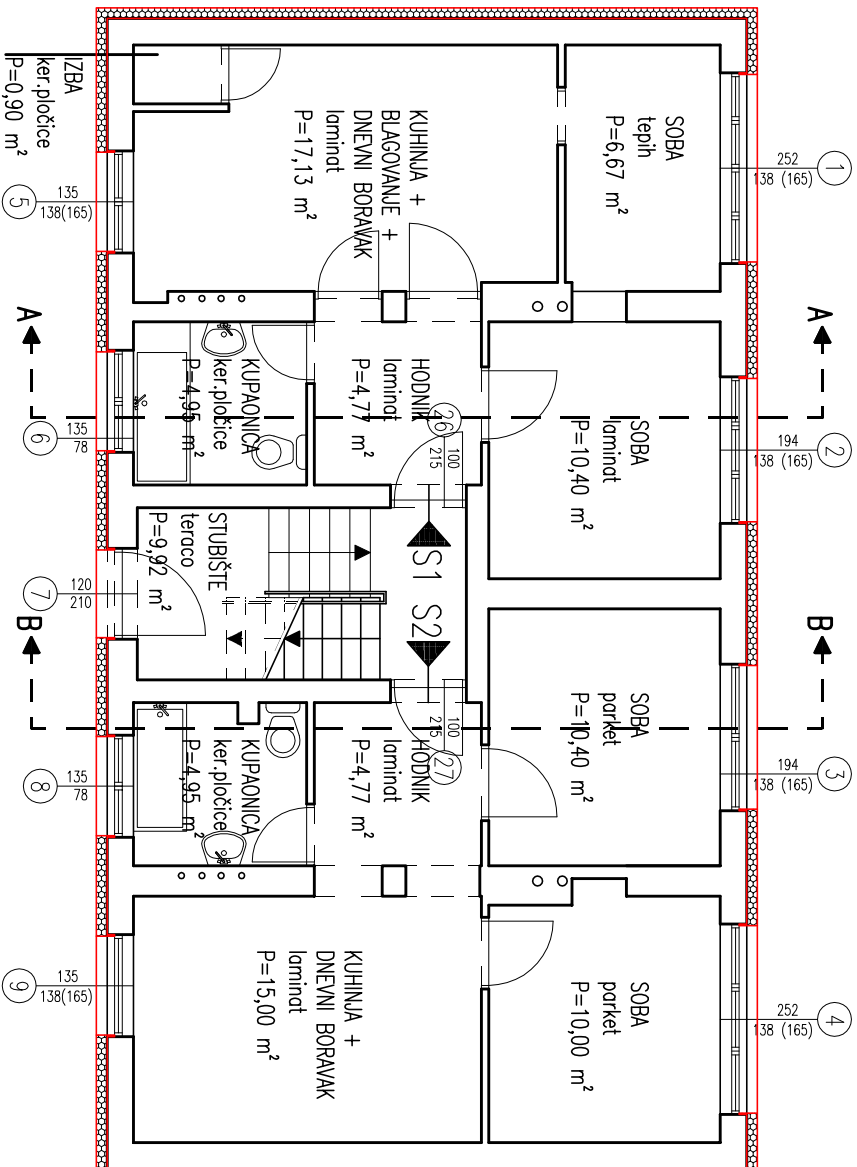 IZBA
ker.pločice
P=0,90 m²
KUHINJA +
BLAGOVANJE +
DNEVNI BORAVAK
laminat
P=17,13 m²
SOBA
tepih
P=6,67 m²
1
252
138 (165)
5
135
138(165)
A
A
KUPAONICA
ker.pločice
P=4,95 m²
HODNIK
laminat
P=4,77 m²
26
100
215
SOBA
laminat
P=10,40 m²
2
194
138 (165)
6
135
78
STUBIŠTE
teraco
P=9,92 m²
S1
S2
7
120
210
B
B
KUPAONICA
ker.pločice
P=4,95 m²
HODNIK
laminat
P=4,77 m²
27
100
215
SOBA
parket
P=10,40 m²
3
194
138 (165)
8
135
78
KUHINJA +
DNEVNI BORAVAK
laminat
P=15,00 m²
SOBA
parket
P=10,00 m²
4
252
138 (165)
9
135
138(165)